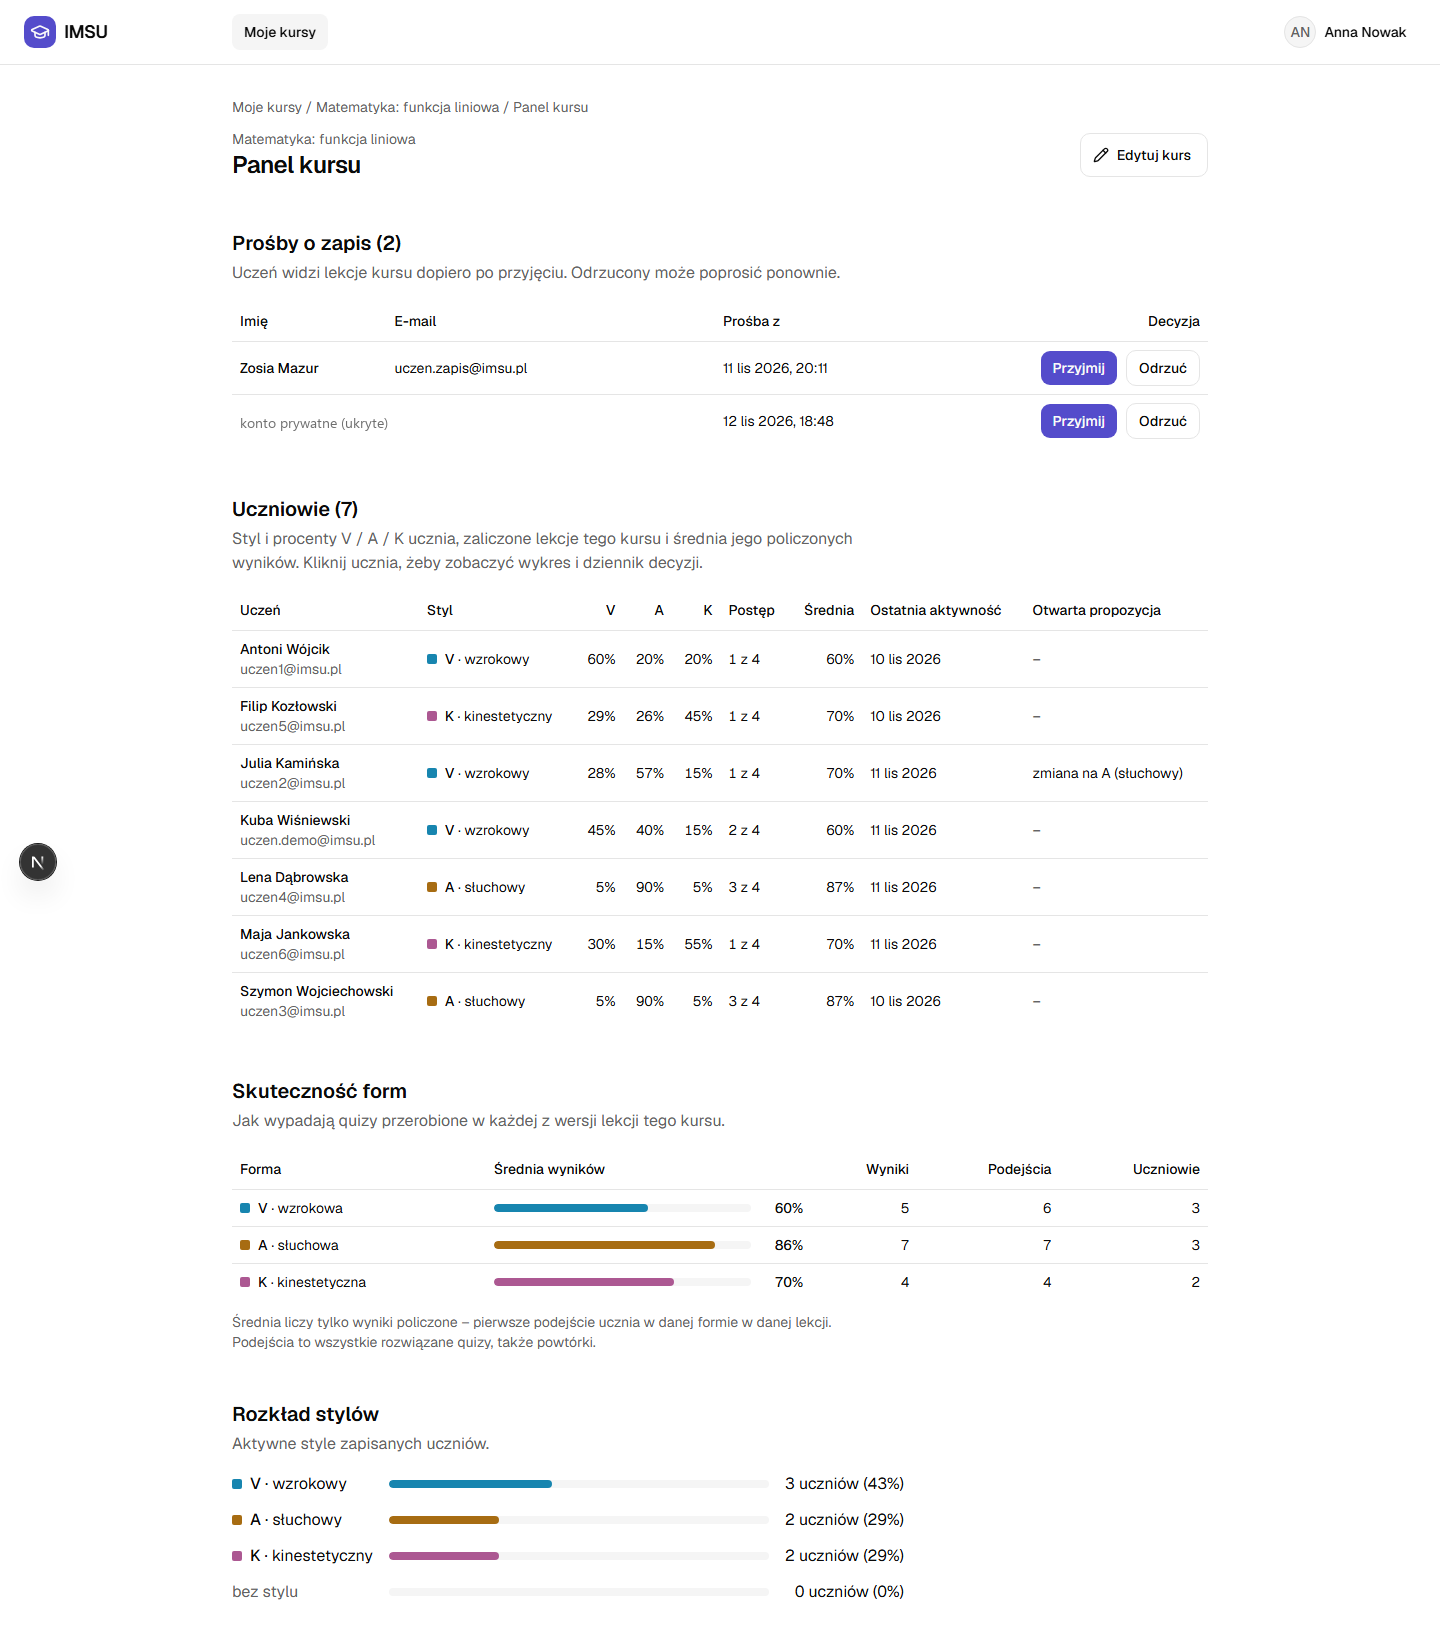 IMSU
Moje kursy
AN Anna Nowak
Moje kursy / Matematyka: funkcja liniowa / Panel kursu
Matematyka: funkcja liniowa
Panel kursu
Edytuj kurs
Prośby o zapis (2)
Uczeń widzi lekcje kursu dopiero po przyjęciu. Odrzucony może poprosić ponownie.
Imię E-mail Prośba z Decyzja
Zosia Mazur uczen.zapis@imsu.pl 11 lis 2026, 20:11 Przyjmij Odrzuć
konto prywatne (ukryte) 12 lis 2026, 18:48 Przyjmij Odrzuć
Uczniowie (7)
Styl i procenty V / A / K ucznia, zaliczone lekcje tego kursu i średnia jego policzonych
wyników. Kliknij ucznia, żeby zobaczyć wykres i dziennik decyzji.
Uczeń Styl V A K Postęp Średnia Ostatnia aktywność Otwarta propozycja
Antoni Wójcik
uczen1@imsu.pl
V · wzrokowy 60% 20% 20% 1 z 4 60% 10 lis 2026 –
Filip Kozłowski
uczen5@imsu.pl
K · kinestetyczny 29% 26% 45% 1 z 4 70% 10 lis 2026 –
Julia Kamińska
uczen2@imsu.pl
V · wzrokowy 28% 57% 15% 1 z 4 70% 11 lis 2026 zmiana na A (słuchowy)
Kuba Wiśniewski
uczen.demo@imsu.pl
V · wzrokowy 45% 40% 15% 2 z 4 60% 11 lis 2026 –
Lena Dąbrowska
uczen4@imsu.pl
A · słuchowy 5% 90% 5% 3 z 4 87% 11 lis 2026 –
Maja Jankowska
uczen6@imsu.pl
K · kinestetyczny 30% 15% 55% 1 z 4 70% 11 lis 2026 –
Szymon Wojciechowski
uczen3@imsu.pl
A · słuchowy 5% 90% 5% 3 z 4 87% 10 lis 2026 –
Skuteczność form
Jak wypadają quizy przerobione w każdej z wersji lekcji tego kursu.
Forma Średnia wyników Wyniki Podejścia Uczniowie
V · wzrokowa 60% 5 6 3
A · słuchowa 86% 7 7 3
K · kinestetyczna 70% 4 4 2
Średnia liczy tylko wyniki policzone – pierwsze podejście ucznia w danej formie w danej lekcji.
Podejścia to wszystkie rozwiązane quizy, także powtórki.
Rozkład stylów
Aktywne style zapisanych uczniów.
V · wzrokowy 3 uczniów (43%)
A · słuchowy 2 uczniów (29%)
K · kinestetyczny 2 uczniów (29%)
bez stylu 0 uczniów (0%)
N